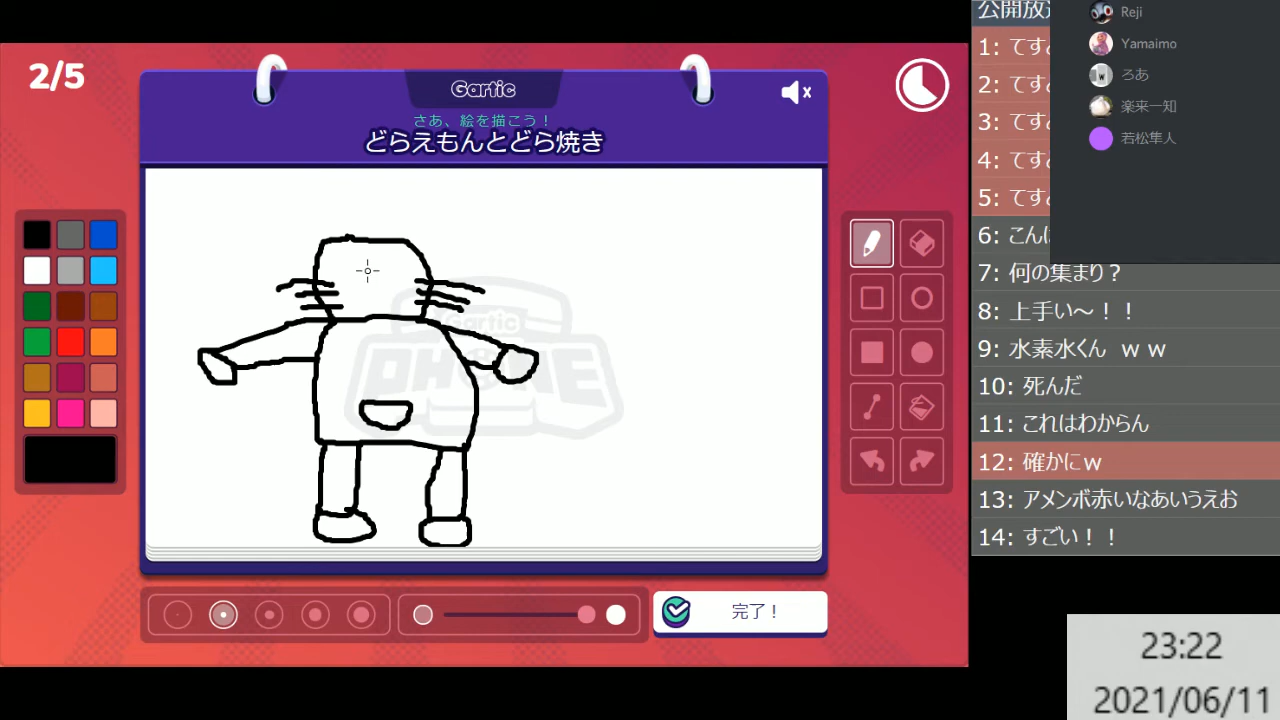 2/5
Gartic
さあ、絵を描こう！
どらえもんとどら焼き
Gartic
PHONE
完了！
公開放送
1: てす
2: てす
3: てす
4: てす
5: てす
6: こん
7: 何の集まり？
8: 上手い～！！
9: 水素水くん ｗｗ
10: 死んだ
11: これはわからん
12: 確かにｗ
13: アメンボ赤いなあいうえお
14: すごい！！
Reji
Yamaimo
ろあ
楽来一知
若松隼人
23:22
2021/06/11